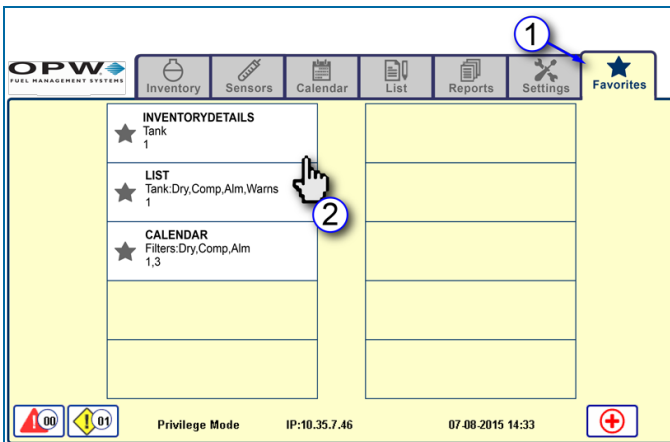 1
OPW
FUEL MANAGEMENT SYSTEMS
Inventory
Sensors
Calendar
List
Reports
Settings
Favorites
INVENTORYDETAILS
Tank
1
LIST
Tank:Dry,Comp,Alm,Warns
1
2
CALENDAR
Filters:Dry,Comp,Alm
1,3
00
01
Privilege Mode
IP:10.35.7.46
07-08-2015 14:33